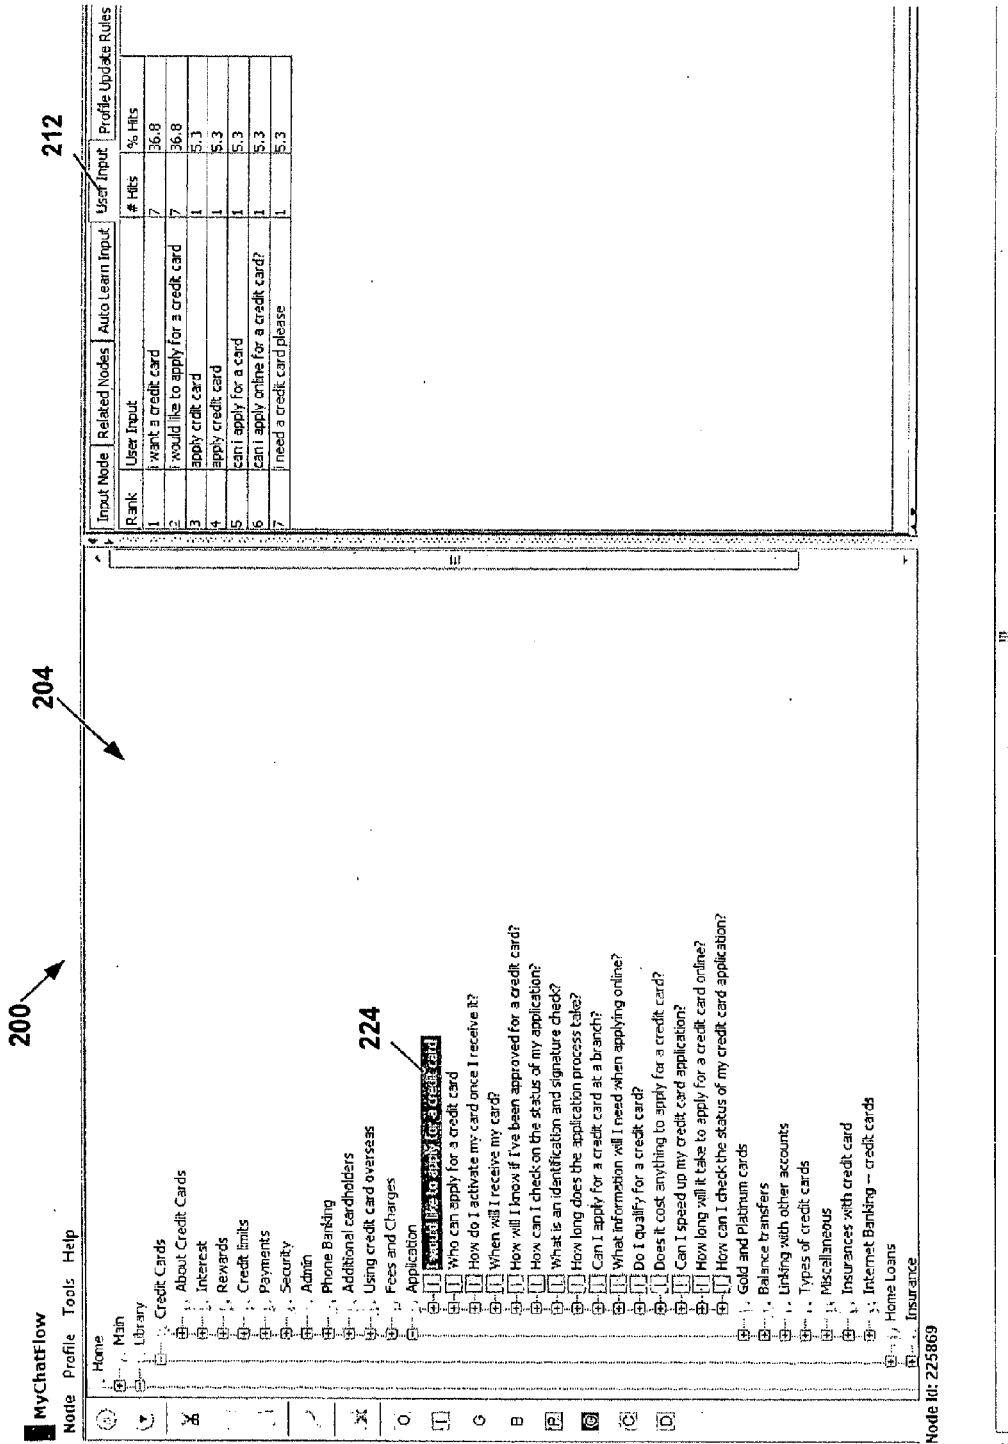 200
204
212
224
MyChatFlow
Node Profile Tools Help
Home
Main
Library
Credit Cards
About Credit Cards
Interest
Rewards
Credit limits
Payments
Security
Admin
Phone Banking
Additional cardholders
Using credit card overseas
Fees and Charges
Application
I would like to apply for a credit card
Who can apply for a credit card
How do I activate my card once I receive it?
When will I receive my card?
How will I know if I've been approved for a credit card?
How can I check on the status of my application?
What is an identification and signature check?
How long does the application process take?
Can I apply for a credit card at a branch?
What information will I need when applying online?
Do I qualify for a credit card?
Does it cost anything to apply for a credit card?
Can I speed up my credit card application?
How long will it take to apply for a credit card online?
How can I check the status of my credit card application?
Gold and Platinum cards
Balance transfers
Linking with other accounts
Types of credit cards
Miscellaneous
Insurances with credit card
Internet Banking -- credit cards
Home Loans
Insurance
Node Id: 225869
Input Node Related Nodes Auto Learn Input User Input Profile Update Rules
Rank User Input # Hits % Hits
1 i want a credit card 7 36.8
2 i would like to apply for a credit card 7 36.8
3 apply crdit card 1 5.3
4 apply credit card 1 5.3
5 can i apply for a card 1 5.3
6 can i apply online for a credit card? 1 5.3
7 i need a credit card please 1 5.3